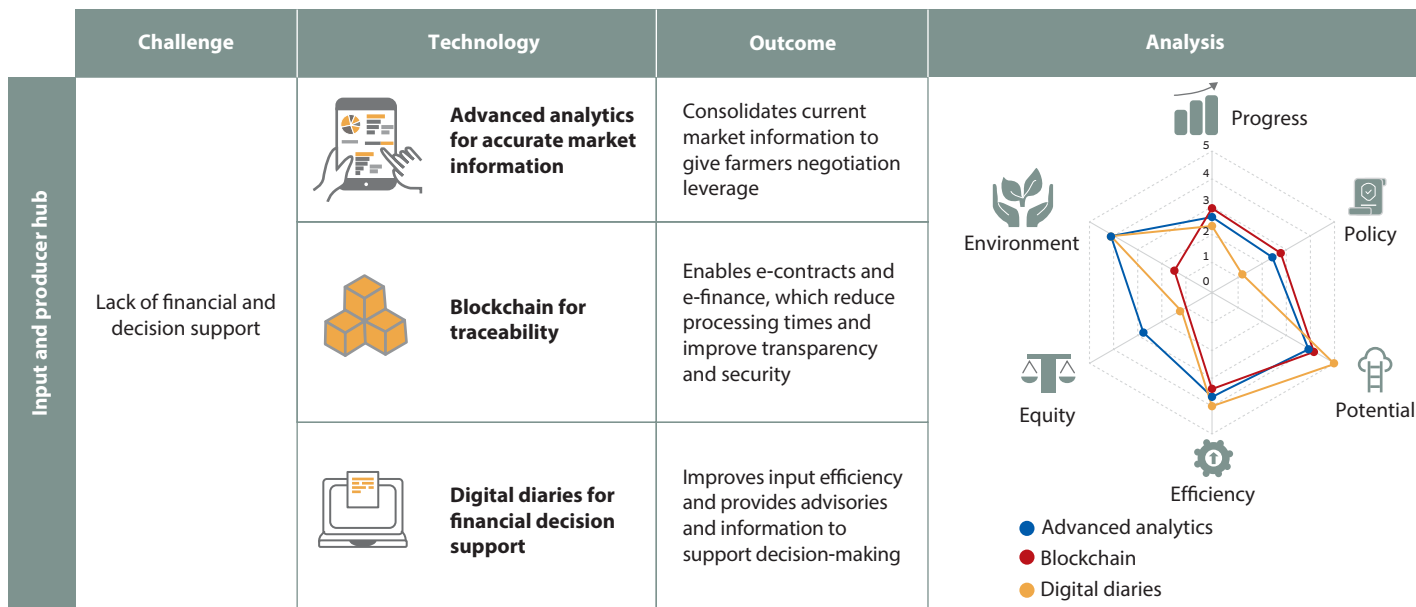 Challenge
Technology
Outcome
Analysis
Input and producer hub
Lack of financial and
decision support
Advanced analytics
for accurate market
information
Consolidates current
market information to
give farmers negotiation
leverage
Blockchain for
traceability
Enables e-contracts and
e-finance, which reduce
processing times and
improve transparency
and security
Digital diaries for
financial decision
support
Improves input efficiency
and provides advisories
and information to
support decision-making
Progress
5
4
3
2
1
0
Environment
Policy
Equity
Potential
Efficiency
Advanced analytics
Blockchain
Digital diaries